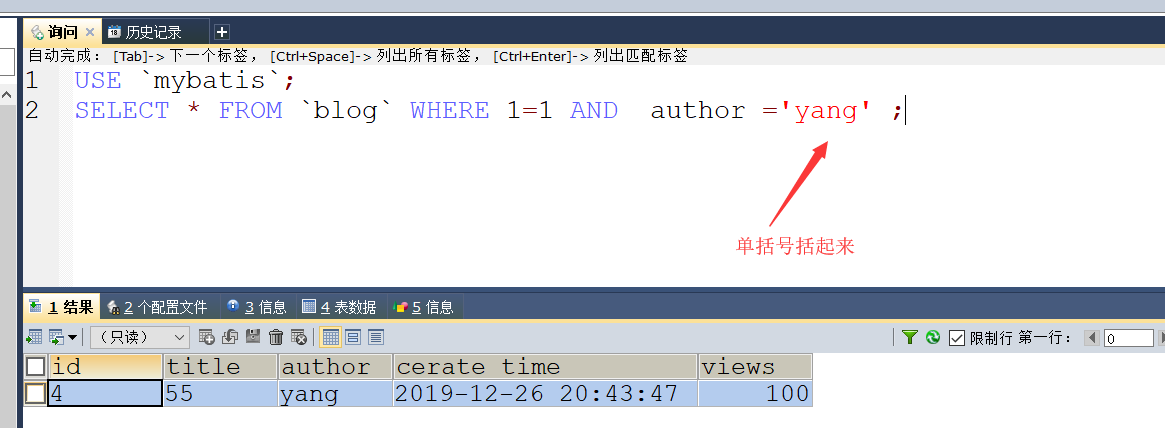 询问 历史记录
自动完成： [Tab]-> 下一个标签， [Ctrl+Space]-> 列出所有标签， [Ctrl+Enter]-> 列出匹配标签
1 USE `mybatis`;
2 SELECT * FROM `blog` WHERE 1=1 AND author ='yang' ;
单括号括起来
1 结果 2 个配置文件 3 信息 4 表数据 5 信息
（只读） 限制行 第一行： 0
id title author cerate time views
4 55 yang 2019-12-26 20:43:47 100